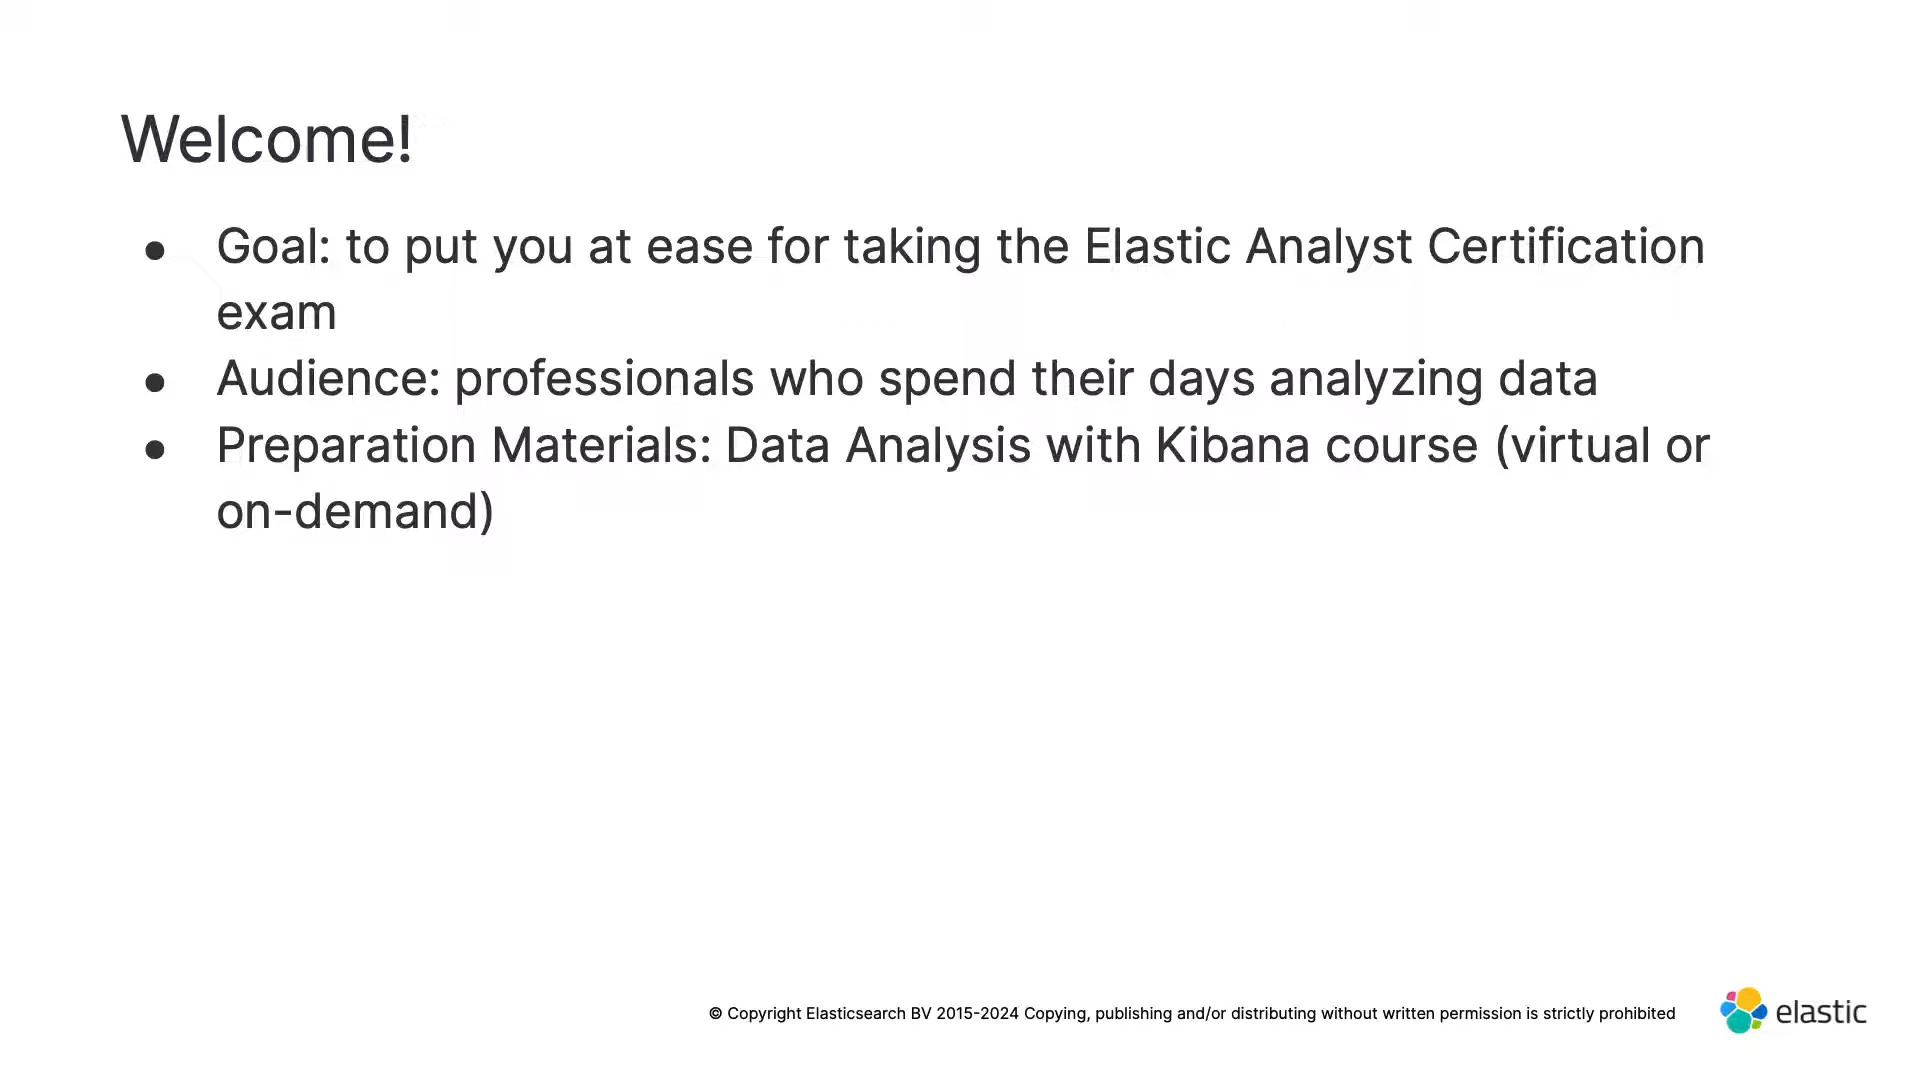 Welcome!
● Goal: to put you at ease for taking the Elastic Analyst Certification
exam
● Audience: professionals who spend their days analyzing data
● Preparation Materials: Data Analysis with Kibana course (virtual or
on-demand)
© Copyright Elasticsearch BV 2015-2024 Copying, publishing and/or distributing without written permission is strictly prohibited
elastic